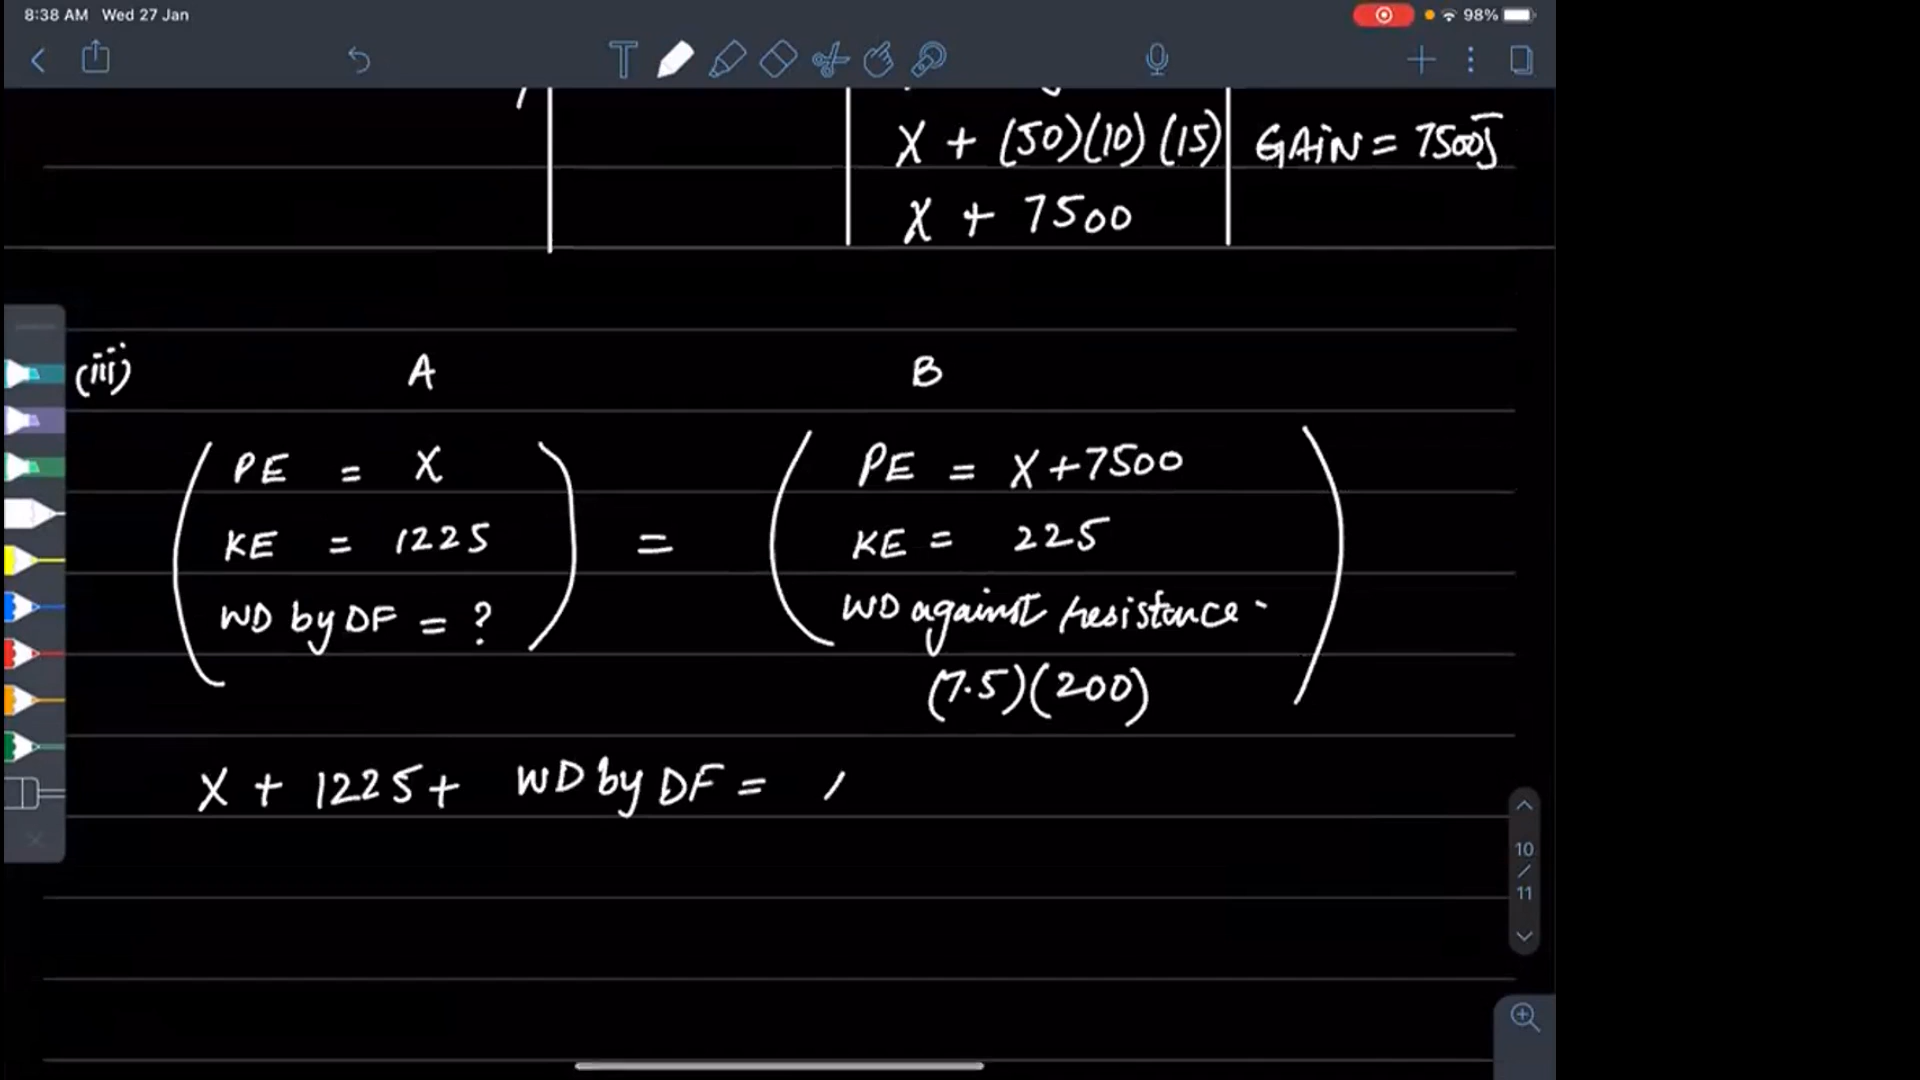 8:38 AM Wed 27 Jan
98%
X + (50)(10)(15)
GAIN = 7500J
X + 7500
(iii)
A
B
PE = X
=
PE = X+7500
KE = 1225
KE = 225
WD by DF = ?
WD against resistance -
(7.5)(200)
X + 1225 + WD by DF =
10
/
11